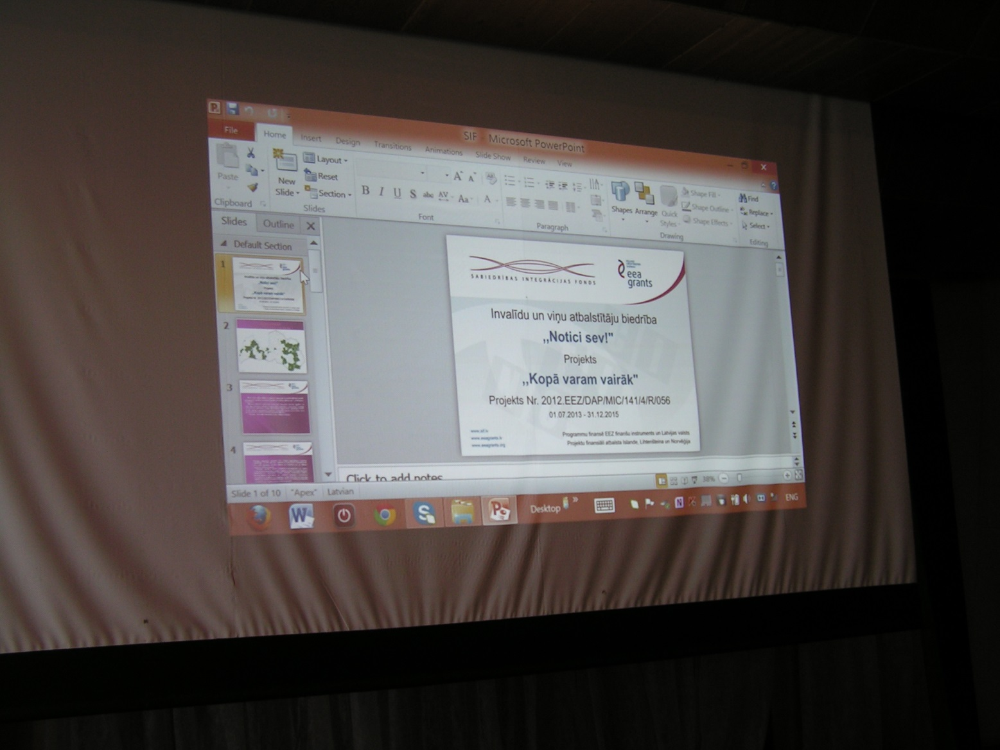 SIF - Microsoft PowerPoint
File Home Insert Design Transitions Animations Slide Show Review View
Paste
Clipboard
New Slide
Layout
Reset
Section
Slides
Font
Paragraph
Shapes Arrange Quick Styles
Shape Fill
Shape Outline
Shape Effects
Drawing
Find
Replace
Select
Editing
Slides Outline
Default Section
1
2
3
4
SABIEDRĪBAS INTEGRĀCIJAS FONDS
eea
grants
Invalīdu un viņu atbalstītāju biedrība
,,Notici sev!"
Projekts
,,Kopā varam vairāk"
Projekts Nr. 2012.EEZ/DAP/MIC/141/4/R/056
01.07.2013 - 31.12.2015
www.sif.lv
www.eeagrants.lv
www.eeagrants.org
Programmu finansē EEZ finanšu instruments un Latvijas valsts
Projektu finansiāli atbalsta Islande, Lihtenšteina un Norvēģija
Click to add notes
Slide 1 of 10 "Apex" Latvian
38%
Desktop
ENG